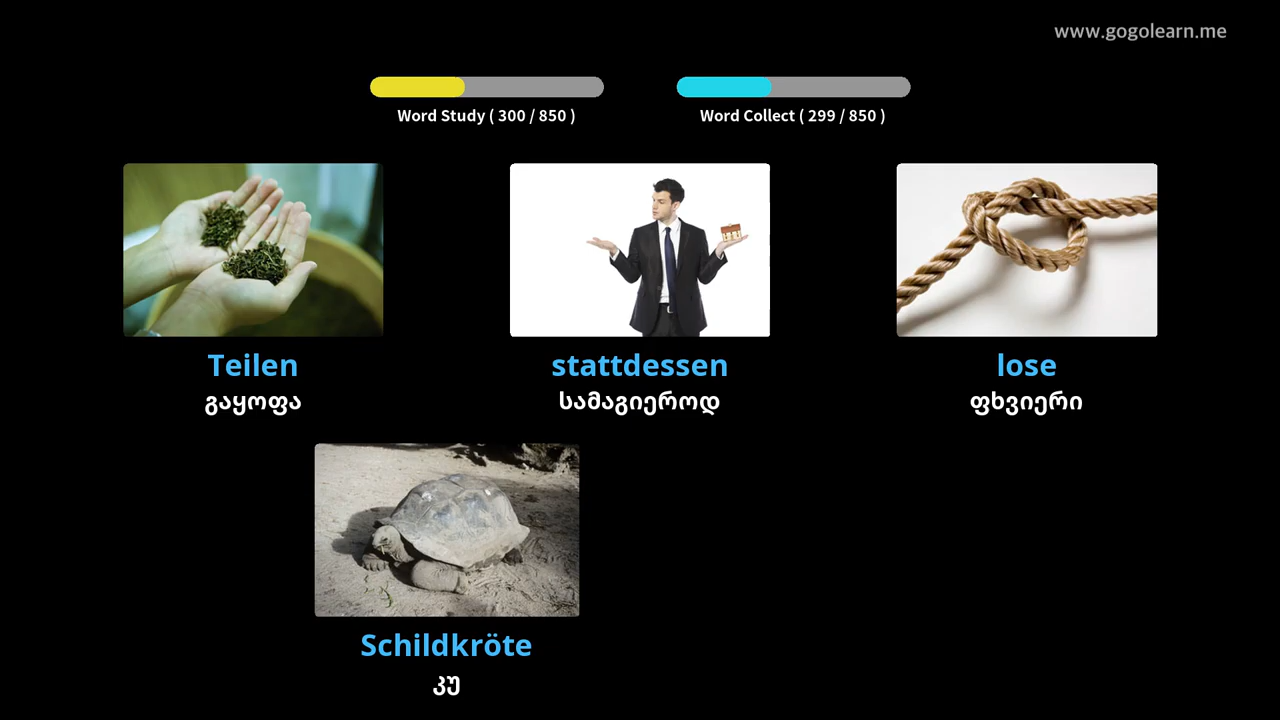 www.gogolearn.me
Word Study ( 300 / 850 )
Word Collect ( 299 / 850 )
Teilen
გაყოფა
stattdessen
სამაგიეროდ
lose
ფხვიერი
Schildkröte
კუ